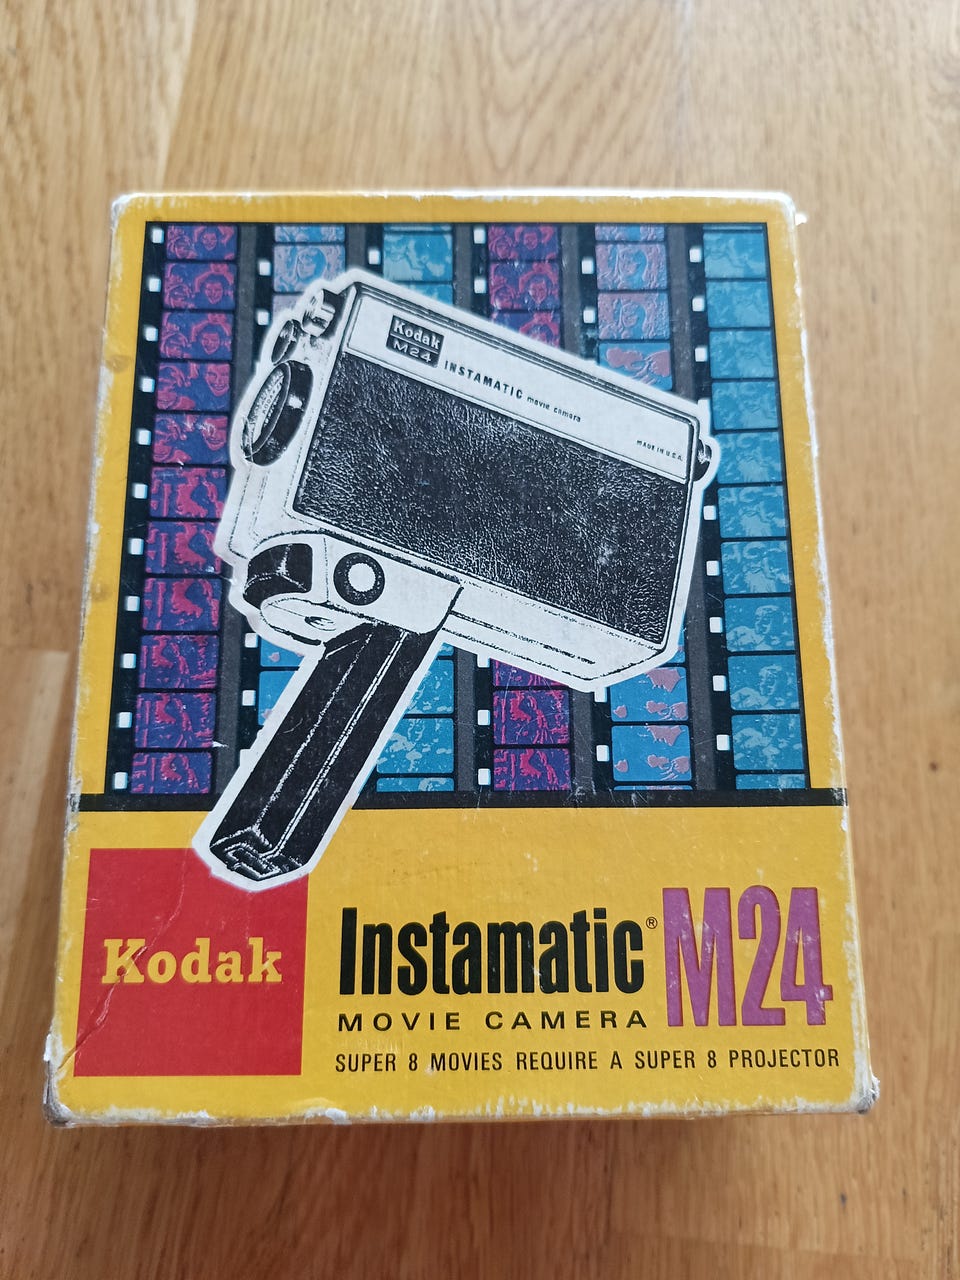 Kodak
M24
INSTAMATIC movie camera
MADE IN U.S.A.
Kodak
Instamatic® M24
MOVIE CAMERA
SUPER 8 MOVIES REQUIRE A SUPER 8 PROJECTOR